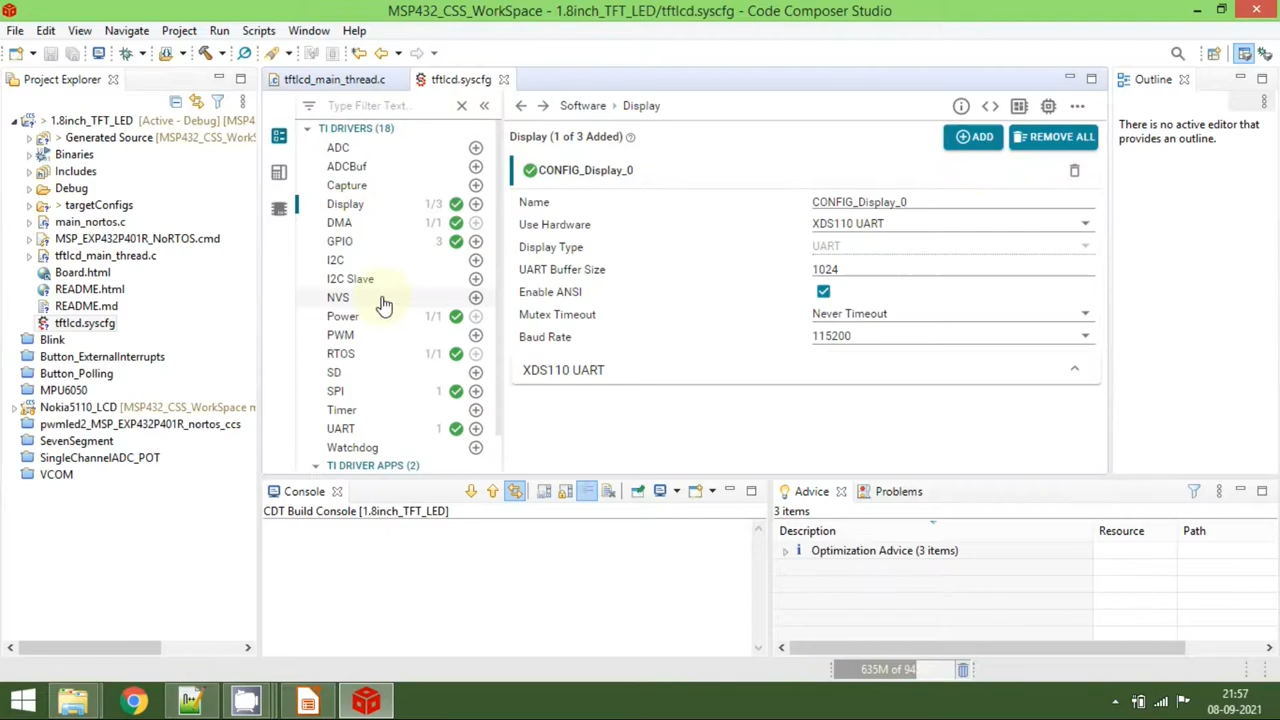 MSP432_CSS_WorkSpace - 1.8inch_TFT_LED/tftlcd.syscfg - Code Composer Studio
File Edit View Navigate Project Run Scripts Window Help
Project Explorer
1.8inch_TFT_LED [Active - Debug] [MSP4
Generated Source [MSP432_CSS_WorkS
Binaries
Includes
Debug
targetConfigs
main_nortos.c
MSP_EXP432P401R_NoRTOS.cmd
tftlcd_main_thread.c
Board.html
README.html
README.md
tftlcd.syscfg
Blink
Button_ExternalInterrupts
Button_Polling
MPU6050
Nokia5110_LCD [MSP432_CSS_WorkSpace m
pwmled2_MSP_EXP432P401R_nortos_ccs
SevenSegment
SingleChannelADC_POT
VCOM
tftlcd_main_thread.c
tftlcd.syscfg
Type Filter Text...
TI DRIVERS (18)
ADC
ADCBuf
Capture
Display 1/3
DMA 1/1
GPIO 3
I2C
I2C Slave
NVS
Power 1/1
PWM
RTOS 1/1
SD
SPI 1
Timer
UART 1
Watchdog
TI DRIVER APPS (2)
Software Display
Display (1 of 3 Added)
ADD
REMOVE ALL
CONFIG_Display_0
Name CONFIG_Display_0
Use Hardware XDS110 UART
Display Type UART
UART Buffer Size 1024
Enable ANSI
Mutex Timeout Never Timeout
Baud Rate 115200
XDS110 UART
Outline
There is no active editor that
provides an outline.
Console
CDT Build Console [1.8inch_TFT_LED]
Advice
Problems
3 items
Description Resource Path
Optimization Advice (3 items)
635M of 94
21:57
08-09-2021